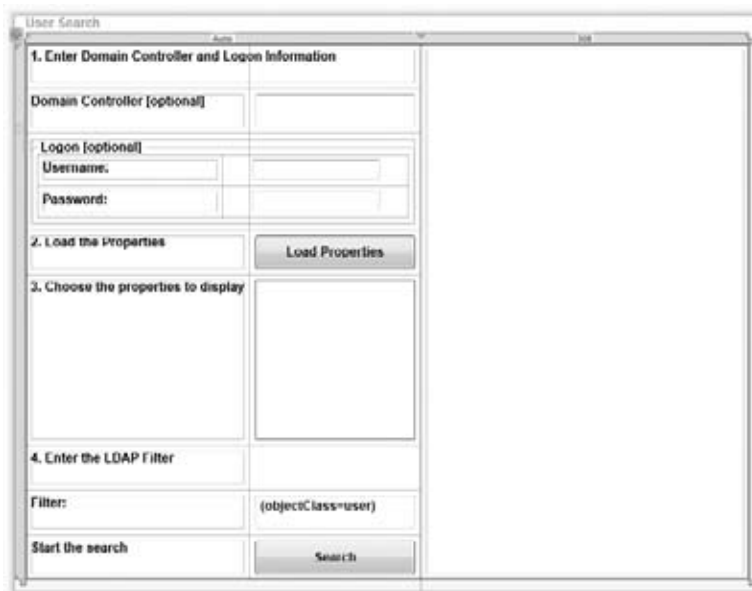 User Search
Auto
1. Enter Domain Controller and Logon Information
Domain Controller [optional]
Logon [optional]
Username:
Password:
2. Load the Properties
Load Properties
3. Choose the properties to display
4. Enter the LDAP Filter
Filter:
(objectClass=user)
Start the search
Search